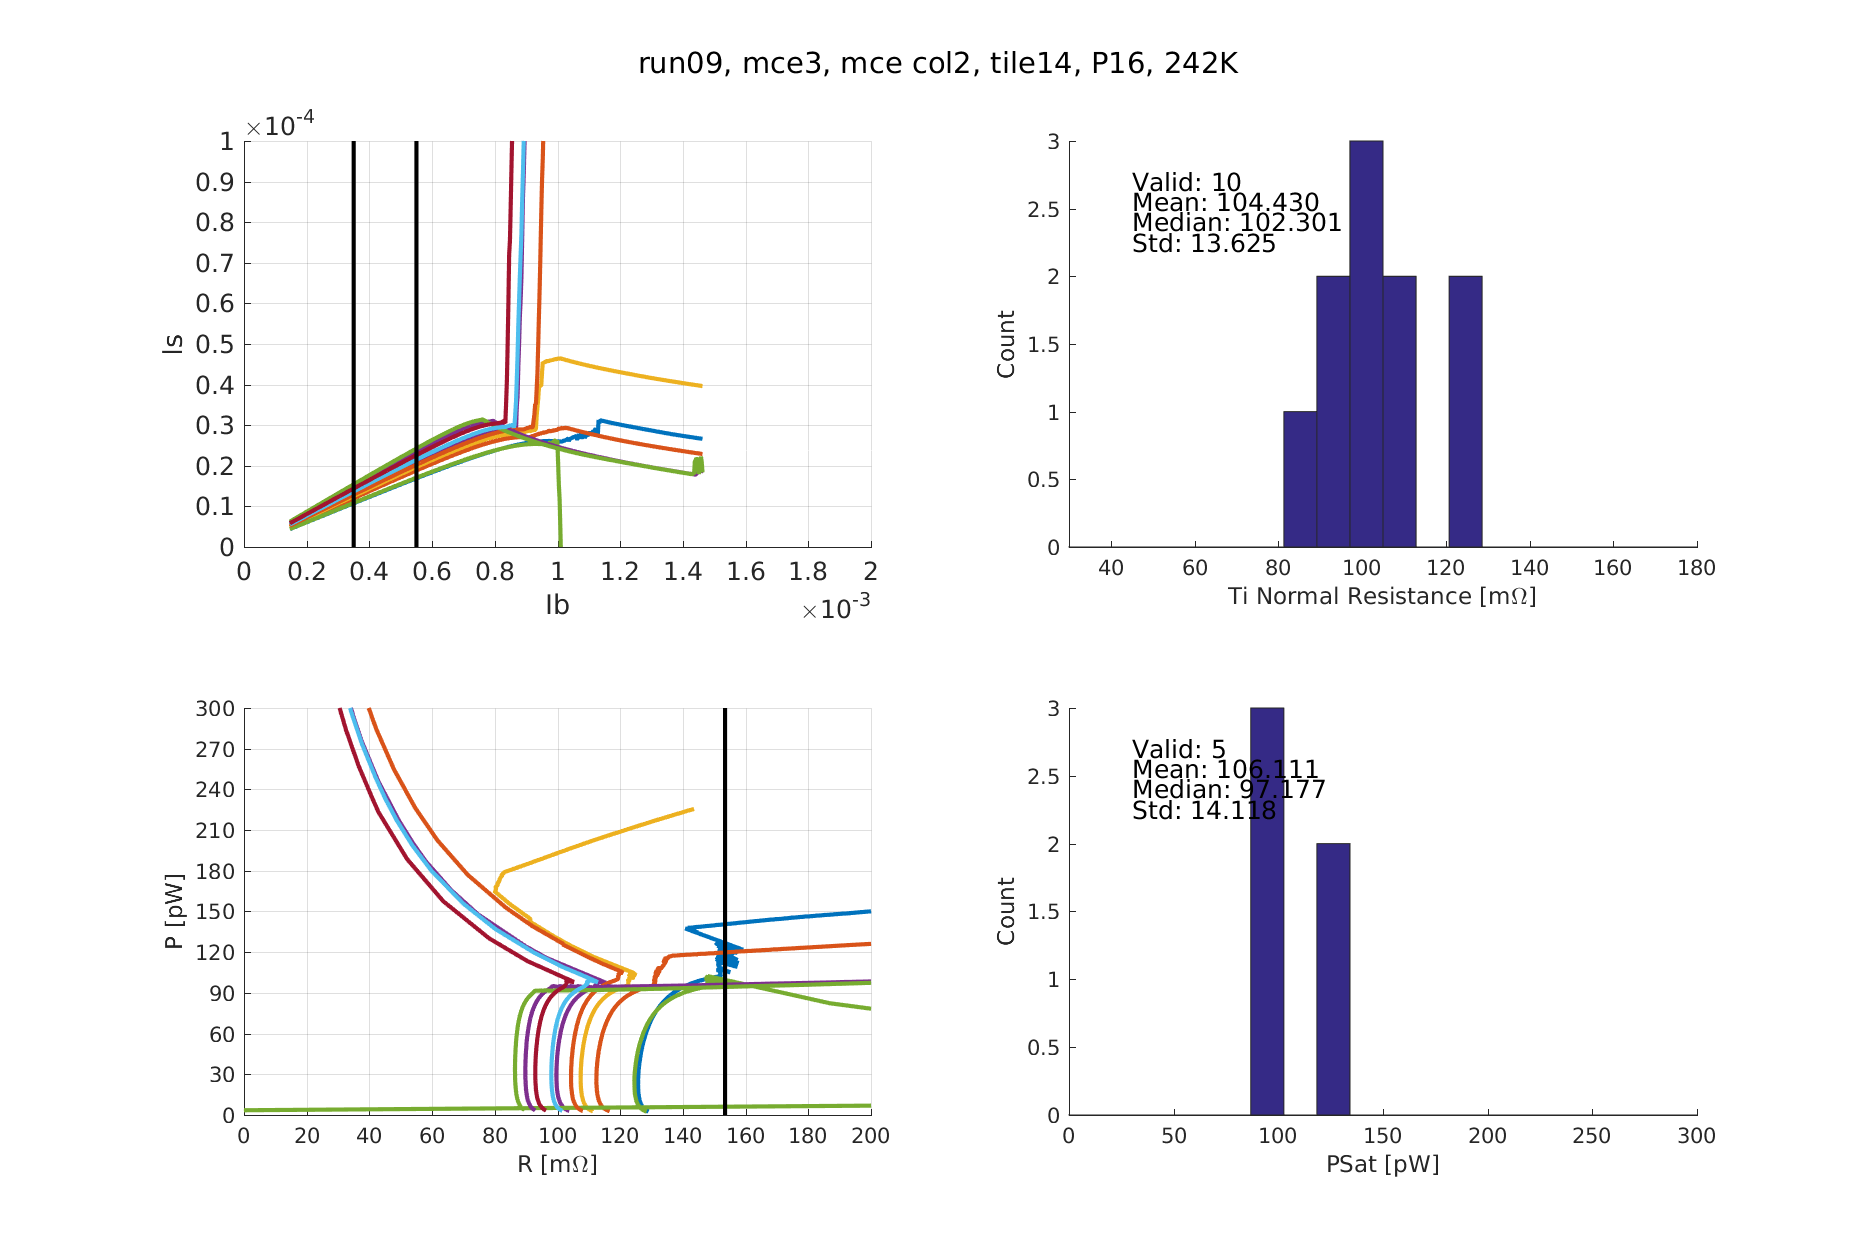 run09, mce3, mce col2, tile14, P16, 242K
×10-4
1
0.9
0.8
0.7
0.6
0.5
0.4
0.3
0.2
0.1
0
Is
0 0.2 0.4 0.6 0.8 1 1.2 1.4 1.6 1.8 2
Ib
×10-3
3
2.5
2
1.5
1
0.5
0
Count
Valid: 10
Mean: 104.430
Median: 102.301
Std: 13.625
40 60 80 100 120 140 160 180
Ti Normal Resistance [mΩ]
300
270
240
210
180
150
120
90
60
30
0
P [pW]
0 20 40 60 80 100 120 140 160 180 200
R [mΩ]
3
2.5
2
1.5
1
0.5
0
Count
Valid: 5
Mean: 106.111
Median: 97.177
Std: 14.118
0 50 100 150 200 250 300
PSat [pW]